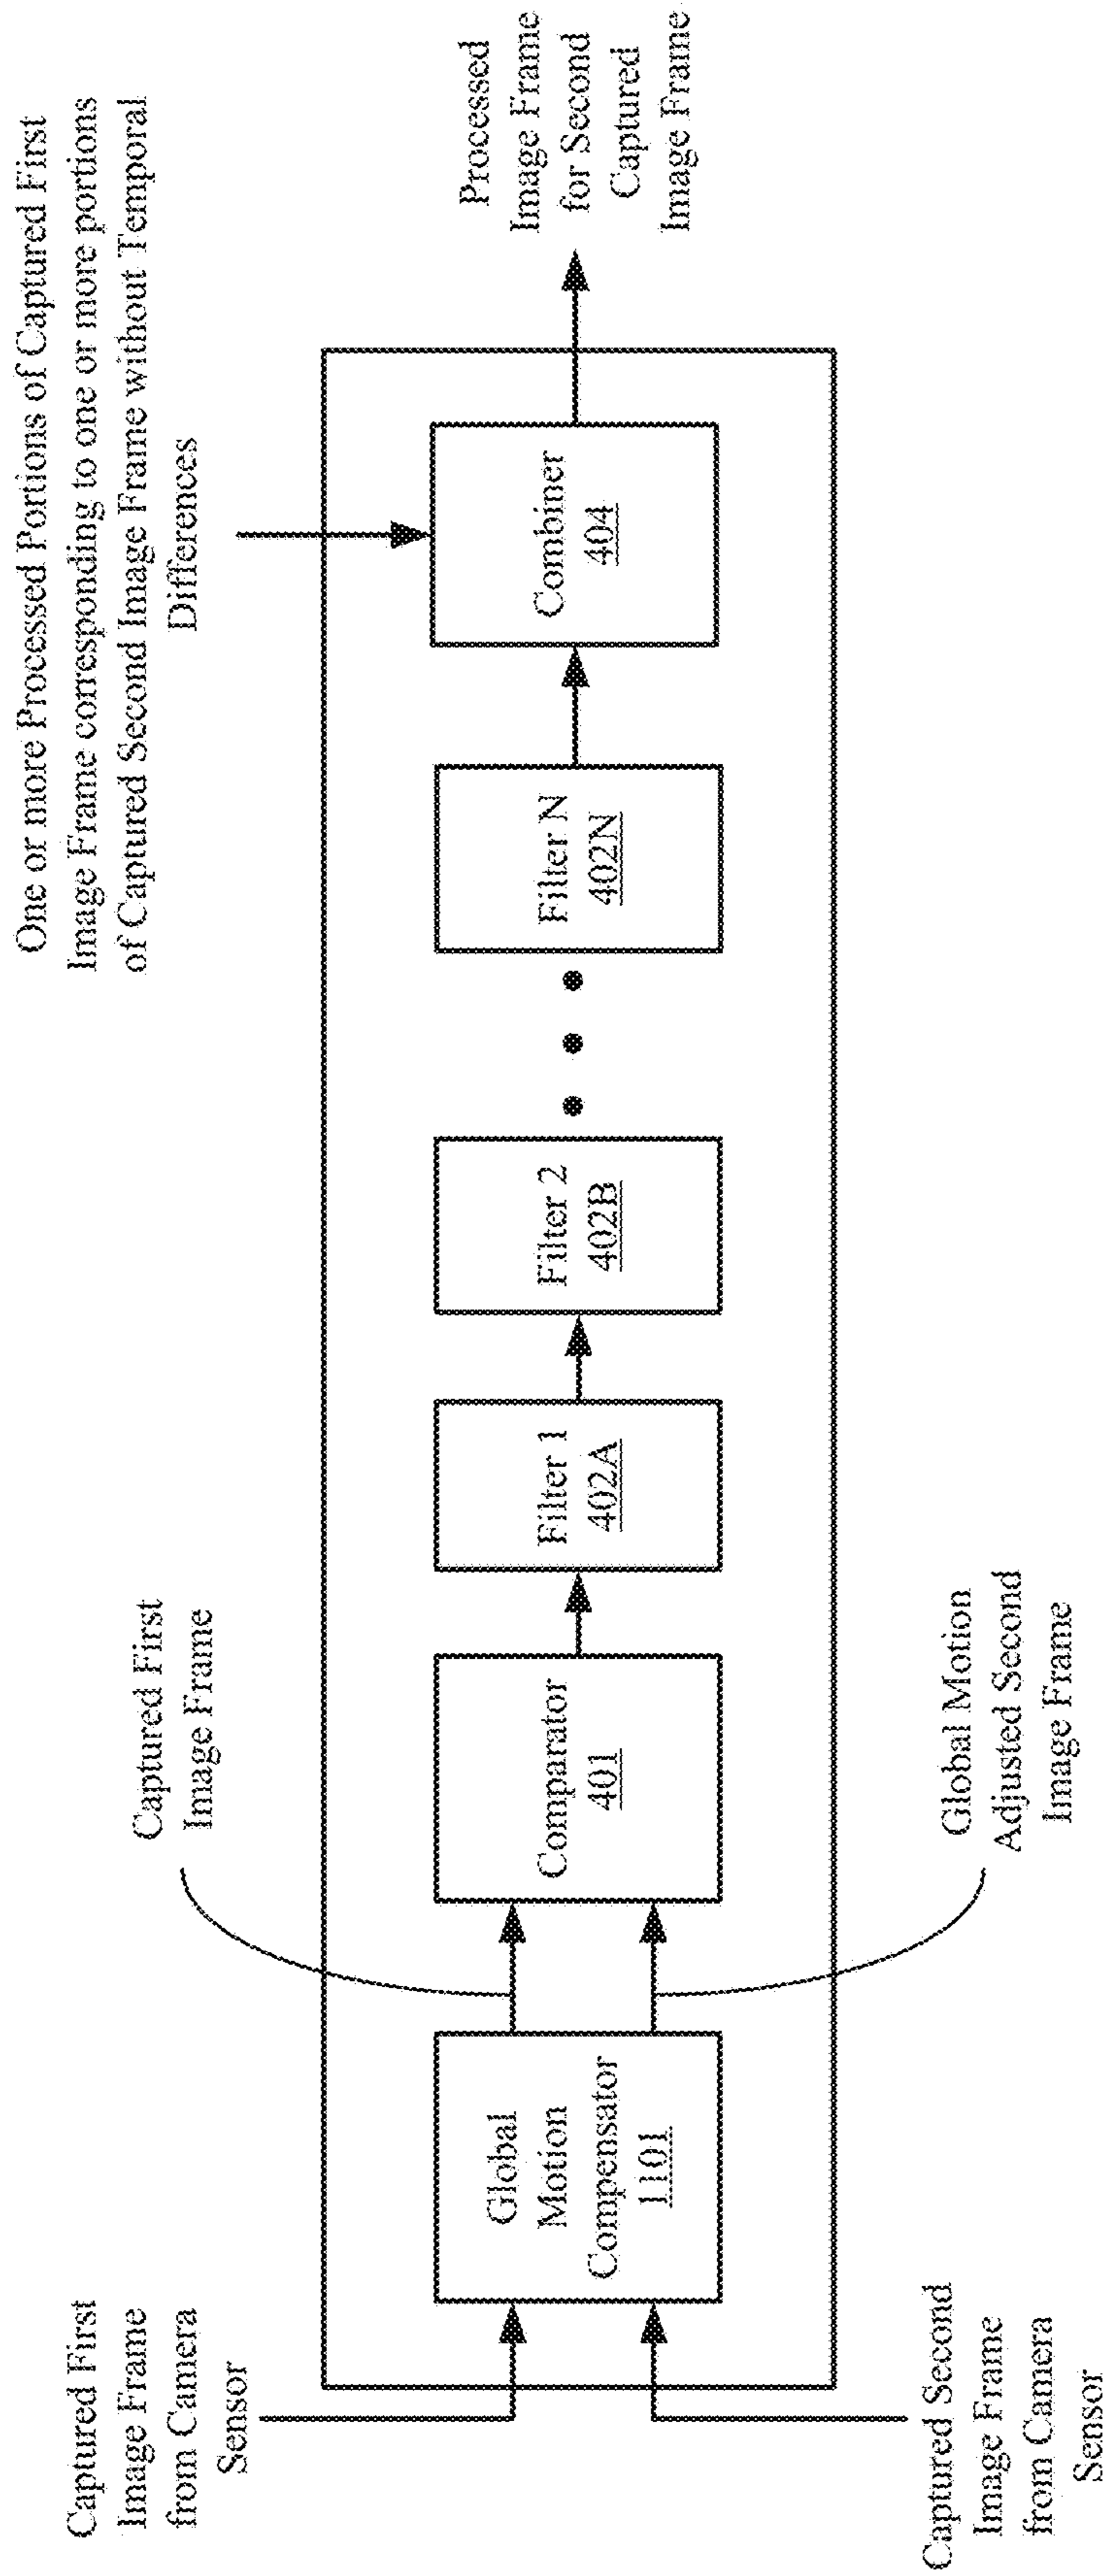 Captured First
Image Frame
from Camera
Sensor
Captured Second
Image Frame
from Camera
Sensor
Global
Motion
Compensator
1101
Captured First
Image Frame
Global Motion
Adjusted Second
Image Frame
Comparator
401
Filter 1
402A
Filter 2
402B
Filter N
402N
One or more Processed Portions of Captured First
Image Frame corresponding to one or more portions
of Captured Second Image Frame without Temporal
Differences
Combiner
404
Processed
Image Frame
for Second
Captured
Image Frame